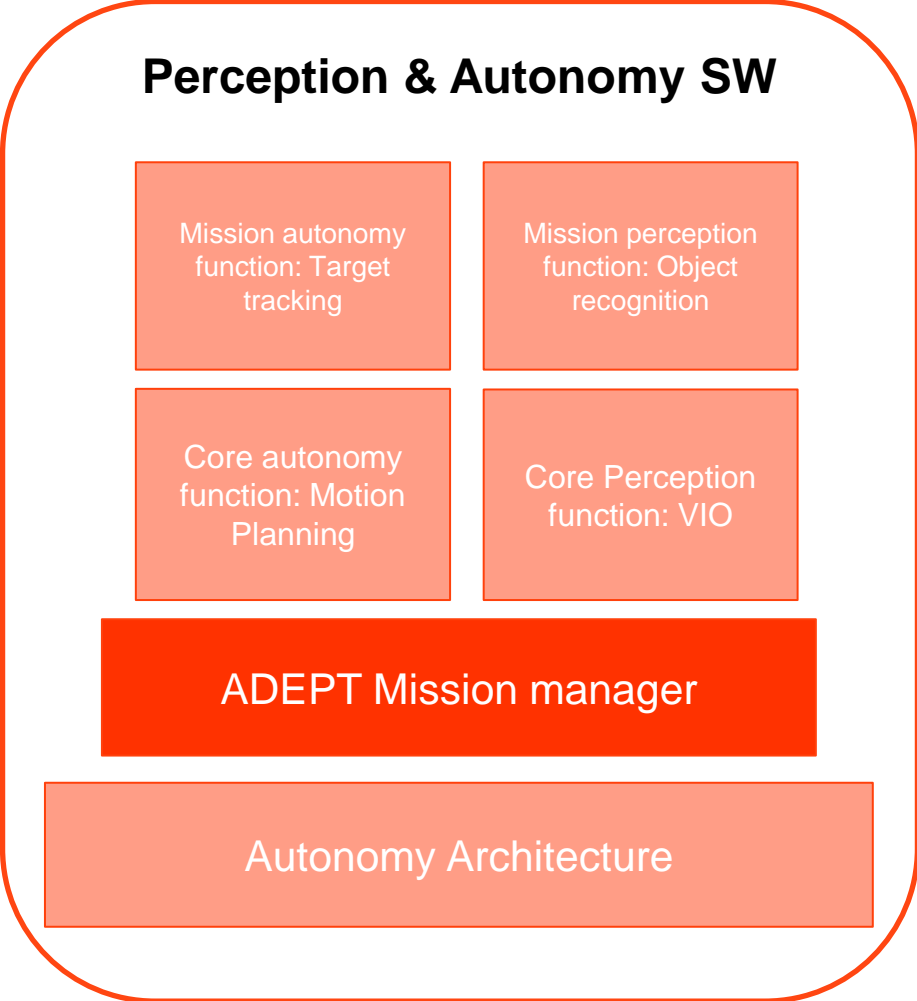 Perception & Autonomy SW
Mission autonomy
function: Target
tracking
Mission perception
function: Object
recognition
Core autonomy
function: Motion
Planning
Core Perception
function: VIO
ADEPT Mission manager
Autonomy Architecture